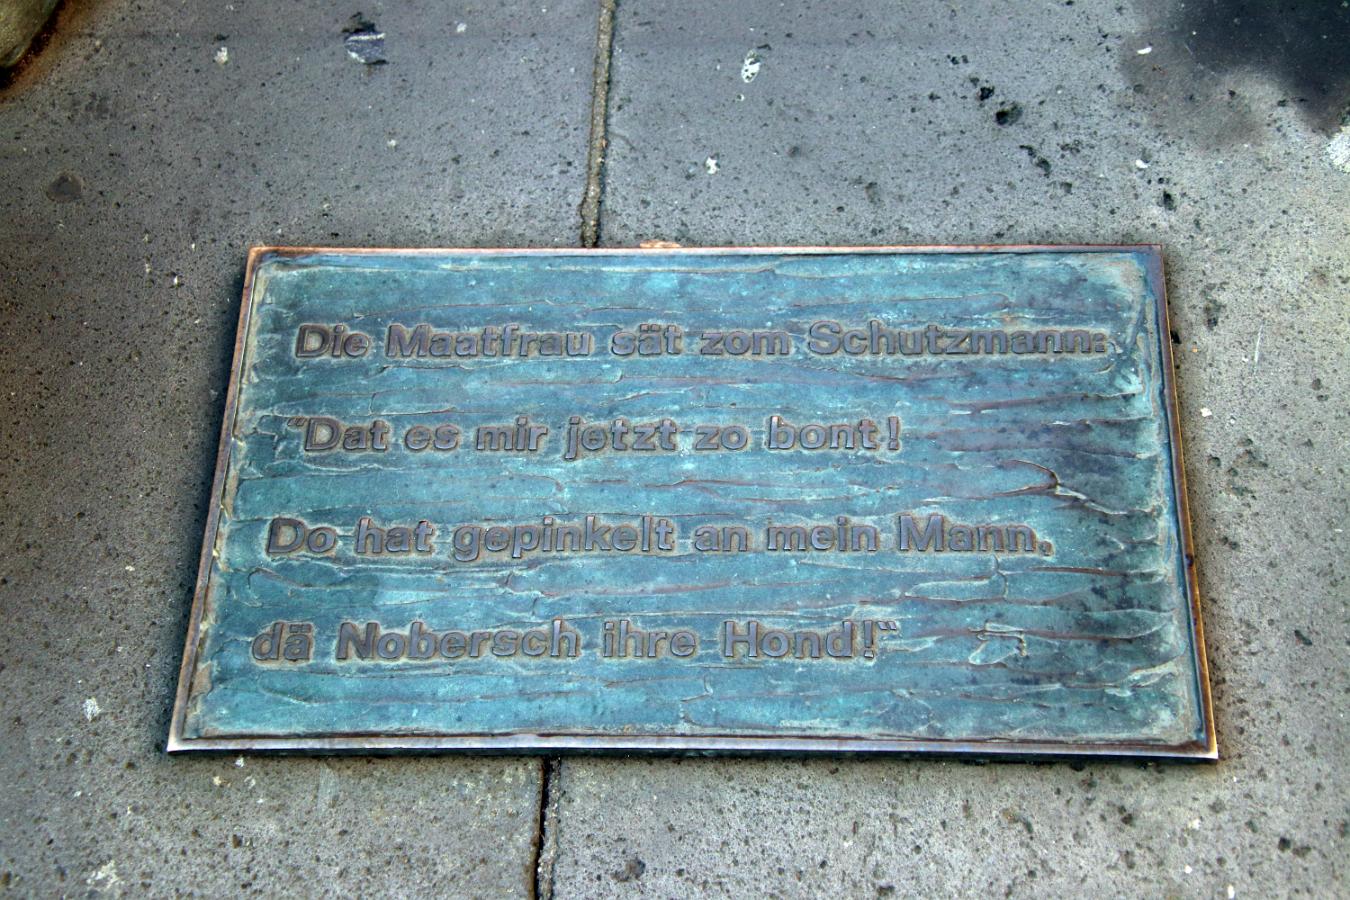 Die Maatfrau sät zom Schutzmann:
"Dat es mir jetzt zo bont!
Do hat gepinkelt an mein Mann,
dä Nobersch ihre Hond!"